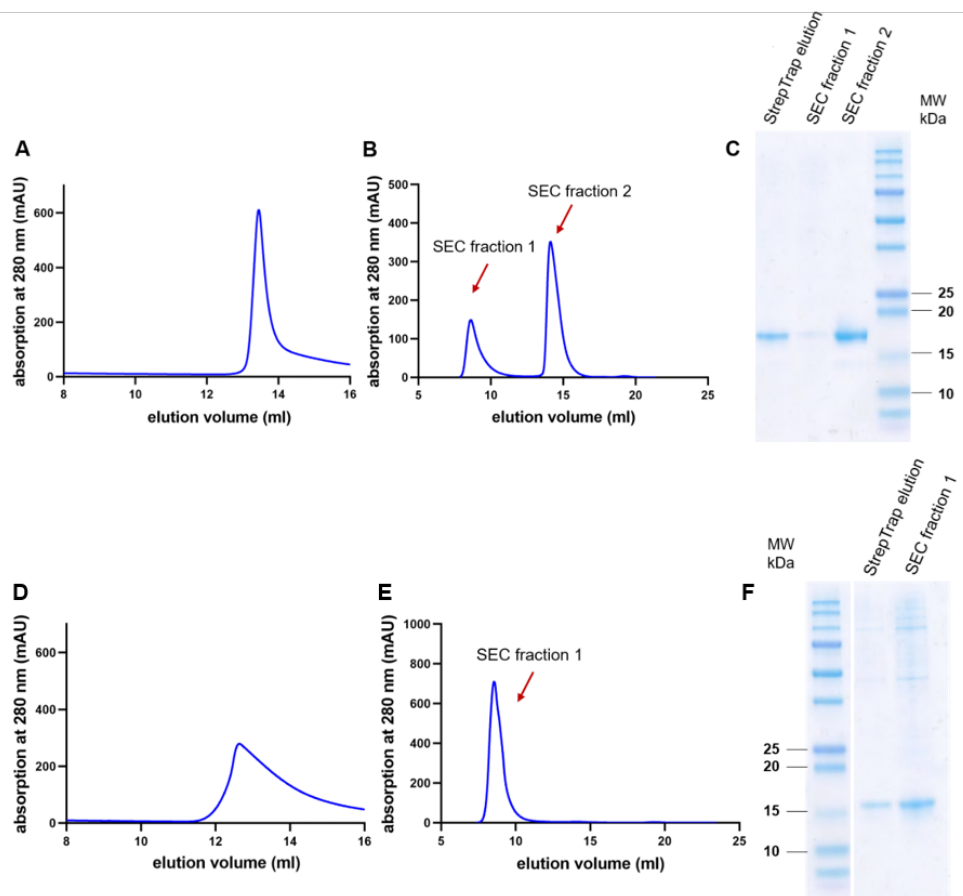 StrepTrap elution
SEC fraction 1
SEC fraction 2
MW
kDa
A
absorption at 280 nm (mAU)
600
400
200
0
8
10
12
14
16
elution volume (ml)
B
absorption at 280 nm (mAU)
500
400
300
200
100
0
SEC fraction 1
SEC fraction 2
5
10
15
20
25
elution volume (ml)
C
25
20
15
10
D
absorption at 280 nm (mAU)
600
400
200
0
8
10
12
14
16
elution volume (ml)
E
absorption at 280 nm (mAU)
1000
800
600
400
200
0
SEC fraction 1
5
10
15
20
25
elution volume (ml)
MW
kDa
StrepTrap elution
SEC fraction 1
F
25
20
15
10